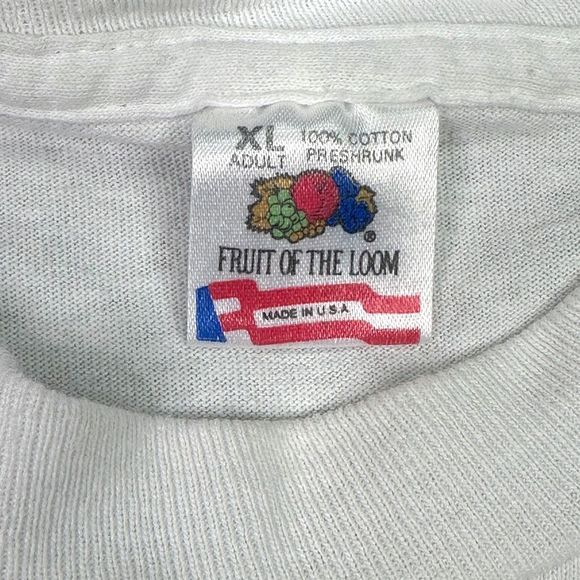 XL 100% COTTON
ADULT PRESHRUNK
®
FRUIT OF THE LOOM
MADE IN U.S.A.